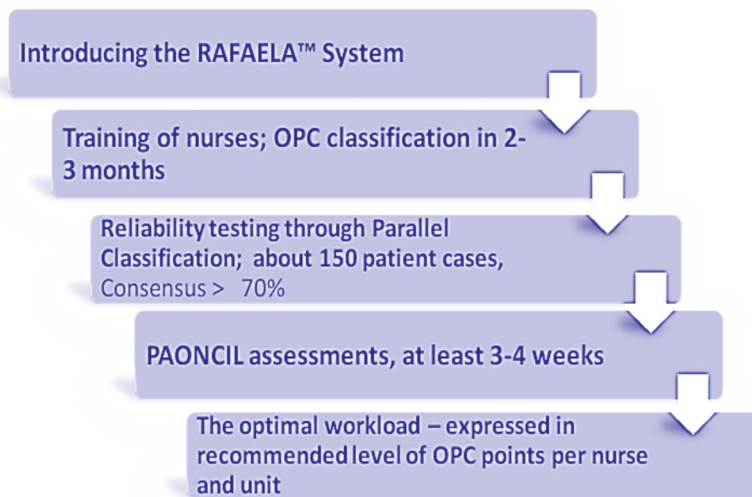 Introducing the RAFAELA™ System
Training of nurses; OPC classification in 2-
3 months
Reliability testing through Parallel
Classification; about 150 patient cases,
Consensus > 70%
PAONCIL assessments, at least 3-4 weeks
The optimal workload – expressed in
recommended level of OPC points per nurse
and unit